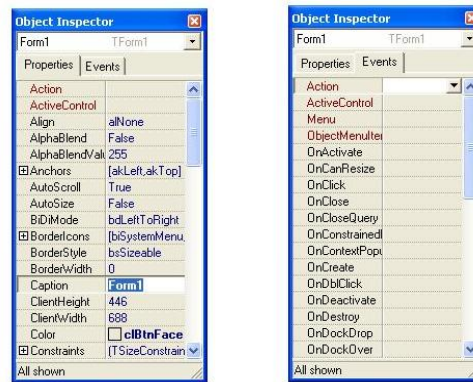 Object Inspector
Form1 TForm1
Properties Events
Action
ActiveControl
Align alNone
AlphaBlend False
AlphaBlendValu 255
Anchors [akLeft,akTop]
AutoScroll True
AutoSize False
BiDiMode bdLeftToRight
BorderIcons [biSystemMenu,
BorderStyle bsSizeable
BorderWidth 0
Caption Form1
ClientHeight 446
ClientWidth 688
Color clBtnFace
Constraints (TSizeConstrain
All shown
Object Inspector
Form1 TForm1
Properties Events
Action
ActiveControl
Menu
ObjectMenuIte
OnActivate
OnCanResize
OnClick
OnClose
OnCloseQuery
OnConstrained
OnContextPopu
OnCreate
OnDblClick
OnDeactivate
OnDestroy
OnDockDrop
OnDockOver
All shown